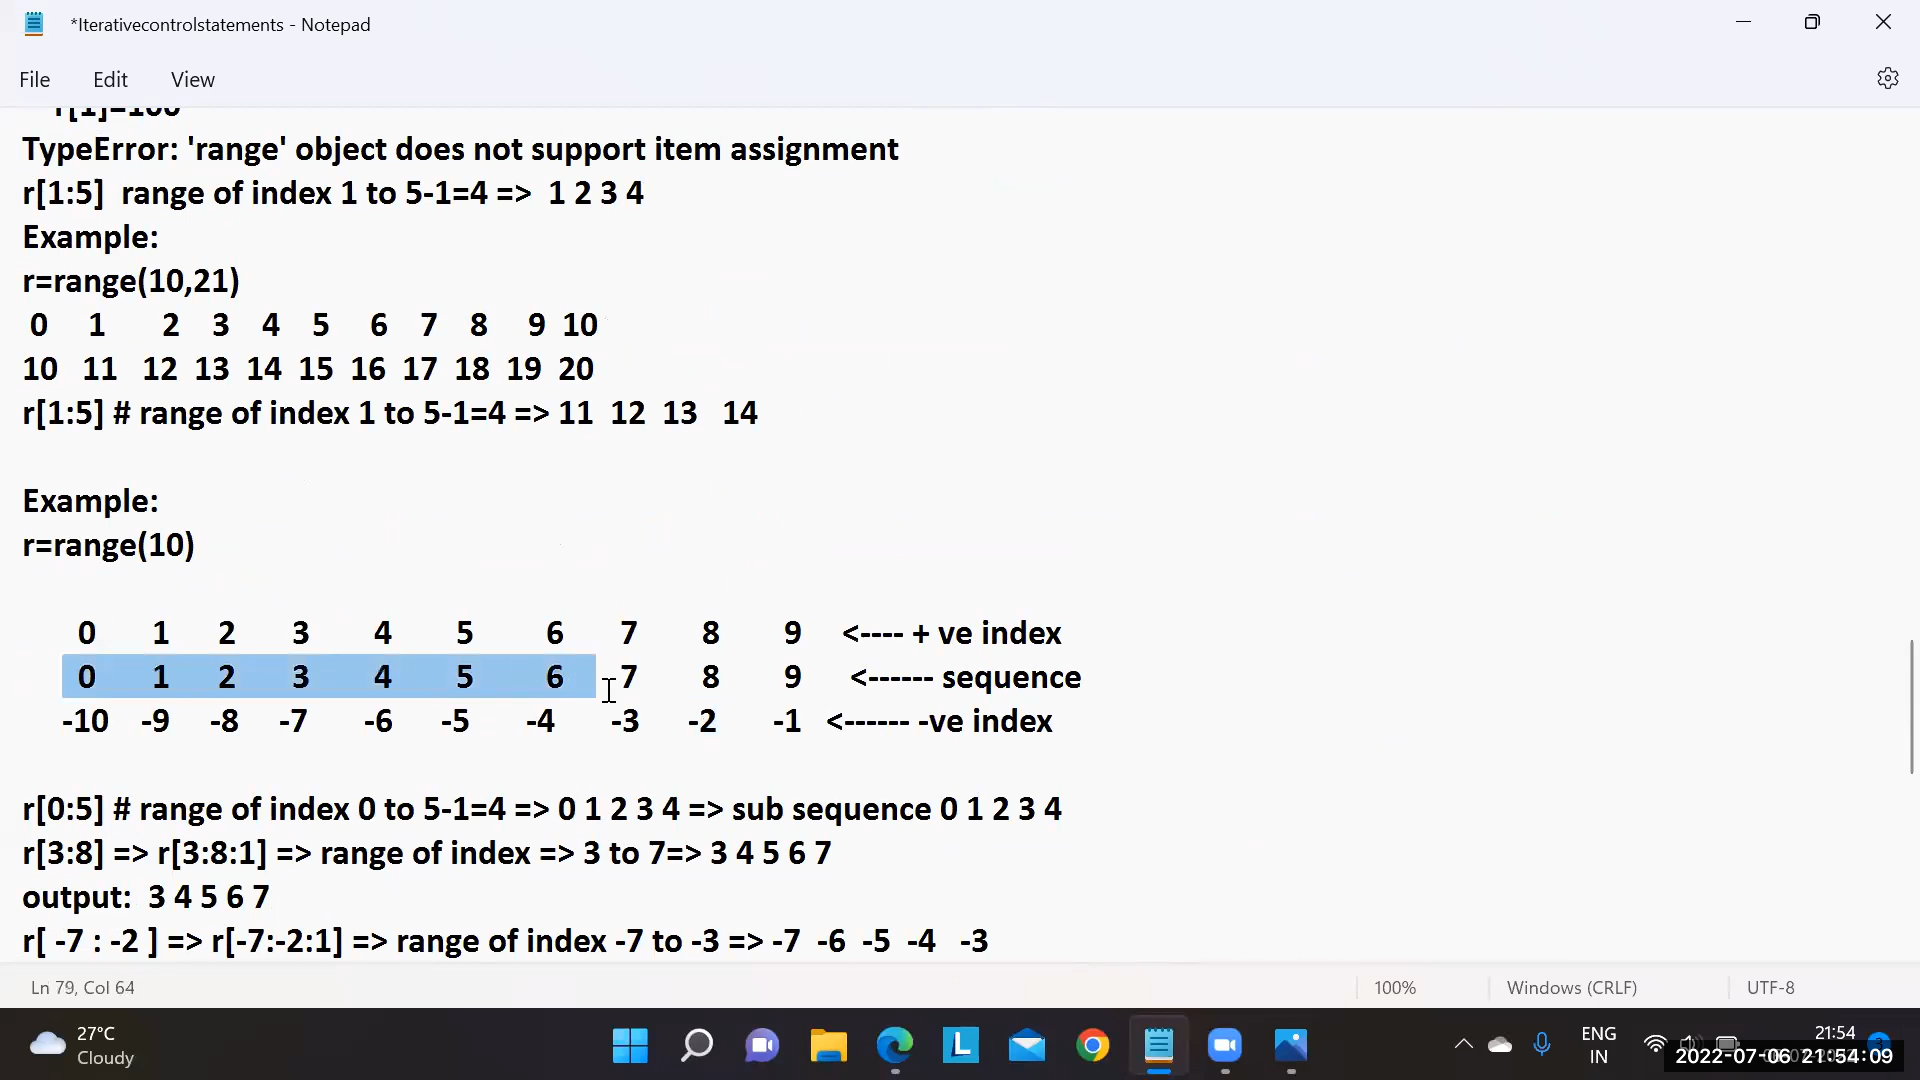 *Iterativecontrolstatements - Notepad
File Edit View
r[1]=100
TypeError: 'range' object does not support item assignment
r[1:5]  range of index 1 to 5-1=4 =>  1 2 3 4
Example:
r=range(10,21)
0 1 2 3 4 5 6 7 8 9 10
10 11 12 13 14 15 16 17 18 19 20
r[1:5] # range of index 1 to 5-1=4 => 11 12 13 14
Example:
r=range(10)
0 1 2 3 4 5 6 7 8 9 <---- + ve index
0 1 2 3 4 5 6 7 8 9 <------ sequence
-10 -9 -8 -7 -6 -5 -4 -3 -2 -1 <------ -ve index
r[0:5] # range of index 0 to 5-1=4 => 0 1 2 3 4 => sub sequence 0 1 2 3 4
r[3:8] => r[3:8:1] => range of index => 3 to 7=> 3 4 5 6 7
output:  3 4 5 6 7
r[ -7 : -2 ] => r[-7:-2:1] => range of index -7 to -3 => -7 -6 -5 -4 -3
Ln 79, Col 64 100% Windows (CRLF) UTF-8
27°C
Cloudy
L
ENG
IN
21:54
2022-07-06 21:54:09